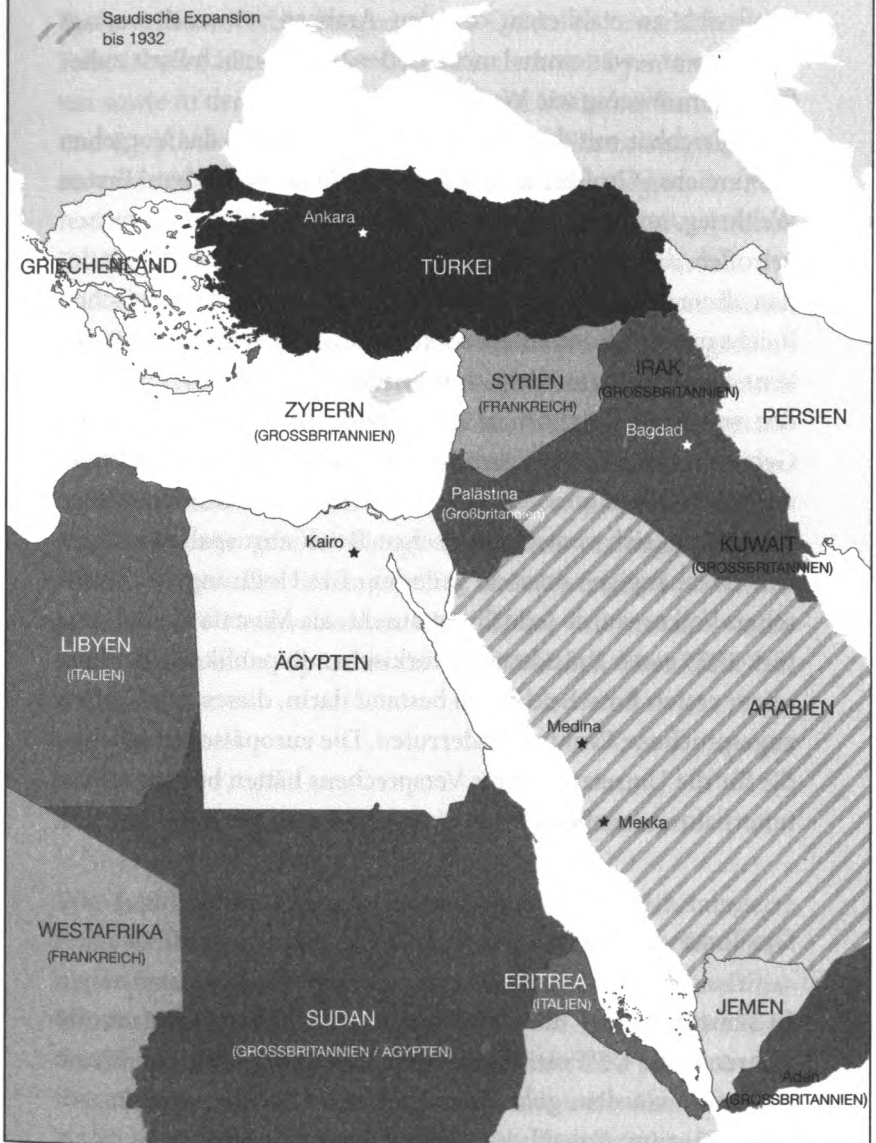 Saudische Expansion
bis 1932
Ankara
GRIECHENLAND
TÜRKEI
SYRIEN
(FRANKREICH)
IRAK
(GROSSBRITANNIEN)
ZYPERN
(GROSSBRITANNIEN)
PERSIEN
Bagdad
Palästina
(Großbritannien)
Kairo
KUWAIT
(GROSSBRITANNIEN)
LIBYEN
(ITALIEN)
ÄGYPTEN
ARABIEN
Medina
Mekka
WESTAFRIKA
(FRANKREICH)
ERITREA
(ITALIEN)
JEMEN
SUDAN
(GROSSBRITANNIEN / ÄGYPTEN)
Aden
(GROSSBRITANNIEN)